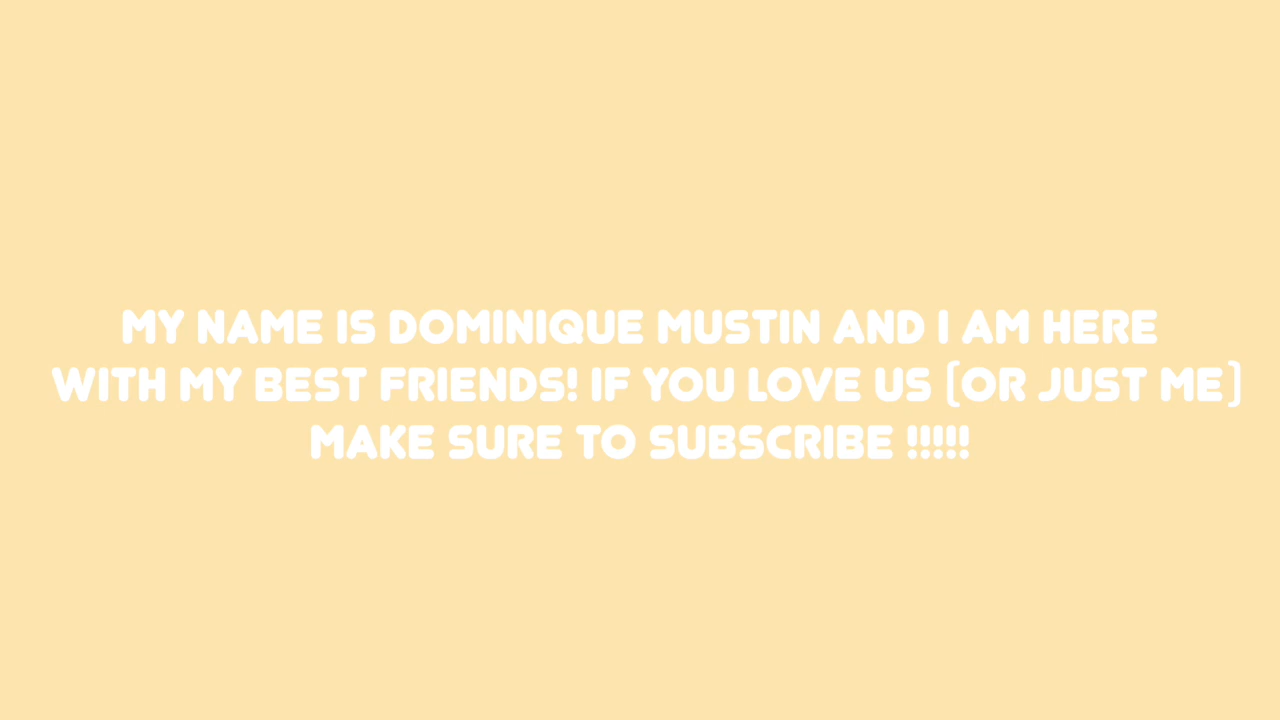 MY NAME IS DOMINIQUE MUSTIN AND I AM HERE
WITH MY BEST FRIENDS! IF YOU LOVE US (OR JUST ME)
MAKE SURE TO SUBSCRIBE !!!!!